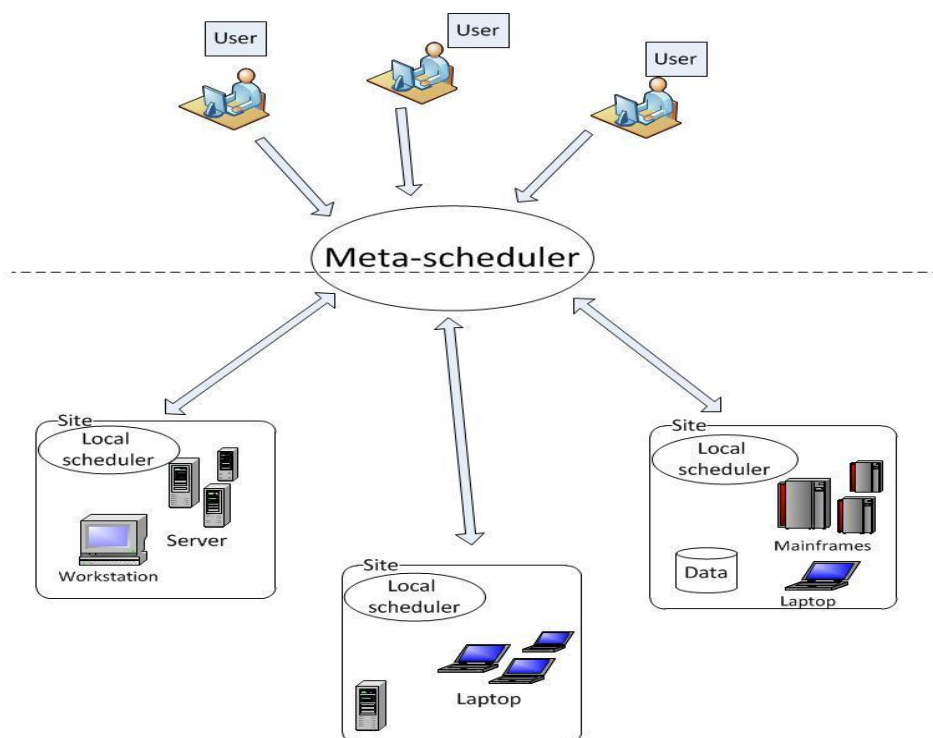 User
User
User
Meta-scheduler
Site
Local
scheduler
Server
Workstation
Site
Local
scheduler
Laptop
Site
Local
scheduler
Mainframes
Data
Laptop